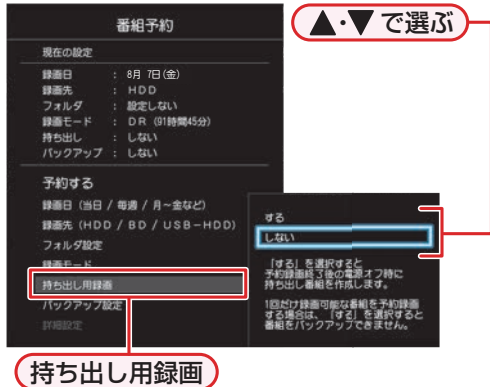 番組予約
▲・▼で選ぶ
現在の設定
録画日 : 8月 7日(金)
録画先 : HDD
フォルダ : 設定しない
録画モード : DR (91時間45分)
持ち出し : しない
バックアップ : しない
予約する
録画日 (当日 / 毎週 / 月~金など)
録画先 (HDD / BD / USB-HDD)
フォルダ設定
録画モード
持ち出し用録画
バックアップ設定
詳細設定
する
しない
「する」を選択すると
予約録画終了後の電源オフ時に
持ち出し番組を作成します。
1回だけ録画可能な番組を予約録画
する場合は、「する」を選択すると
番組をバックアップできません。
持ち出し用録画